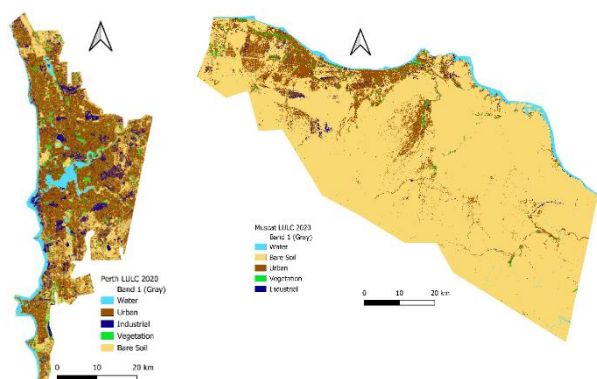 Perth LULC 2020
Band 1 (Gray)
Water
Urban
Industrial
Vegetation
Bare Soil
0 10 20 km
Muscat LULC 2020
Band 1 (Gray)
Water
Bare Soil
Urban
Vegetation
Industrial
0 10 20 km